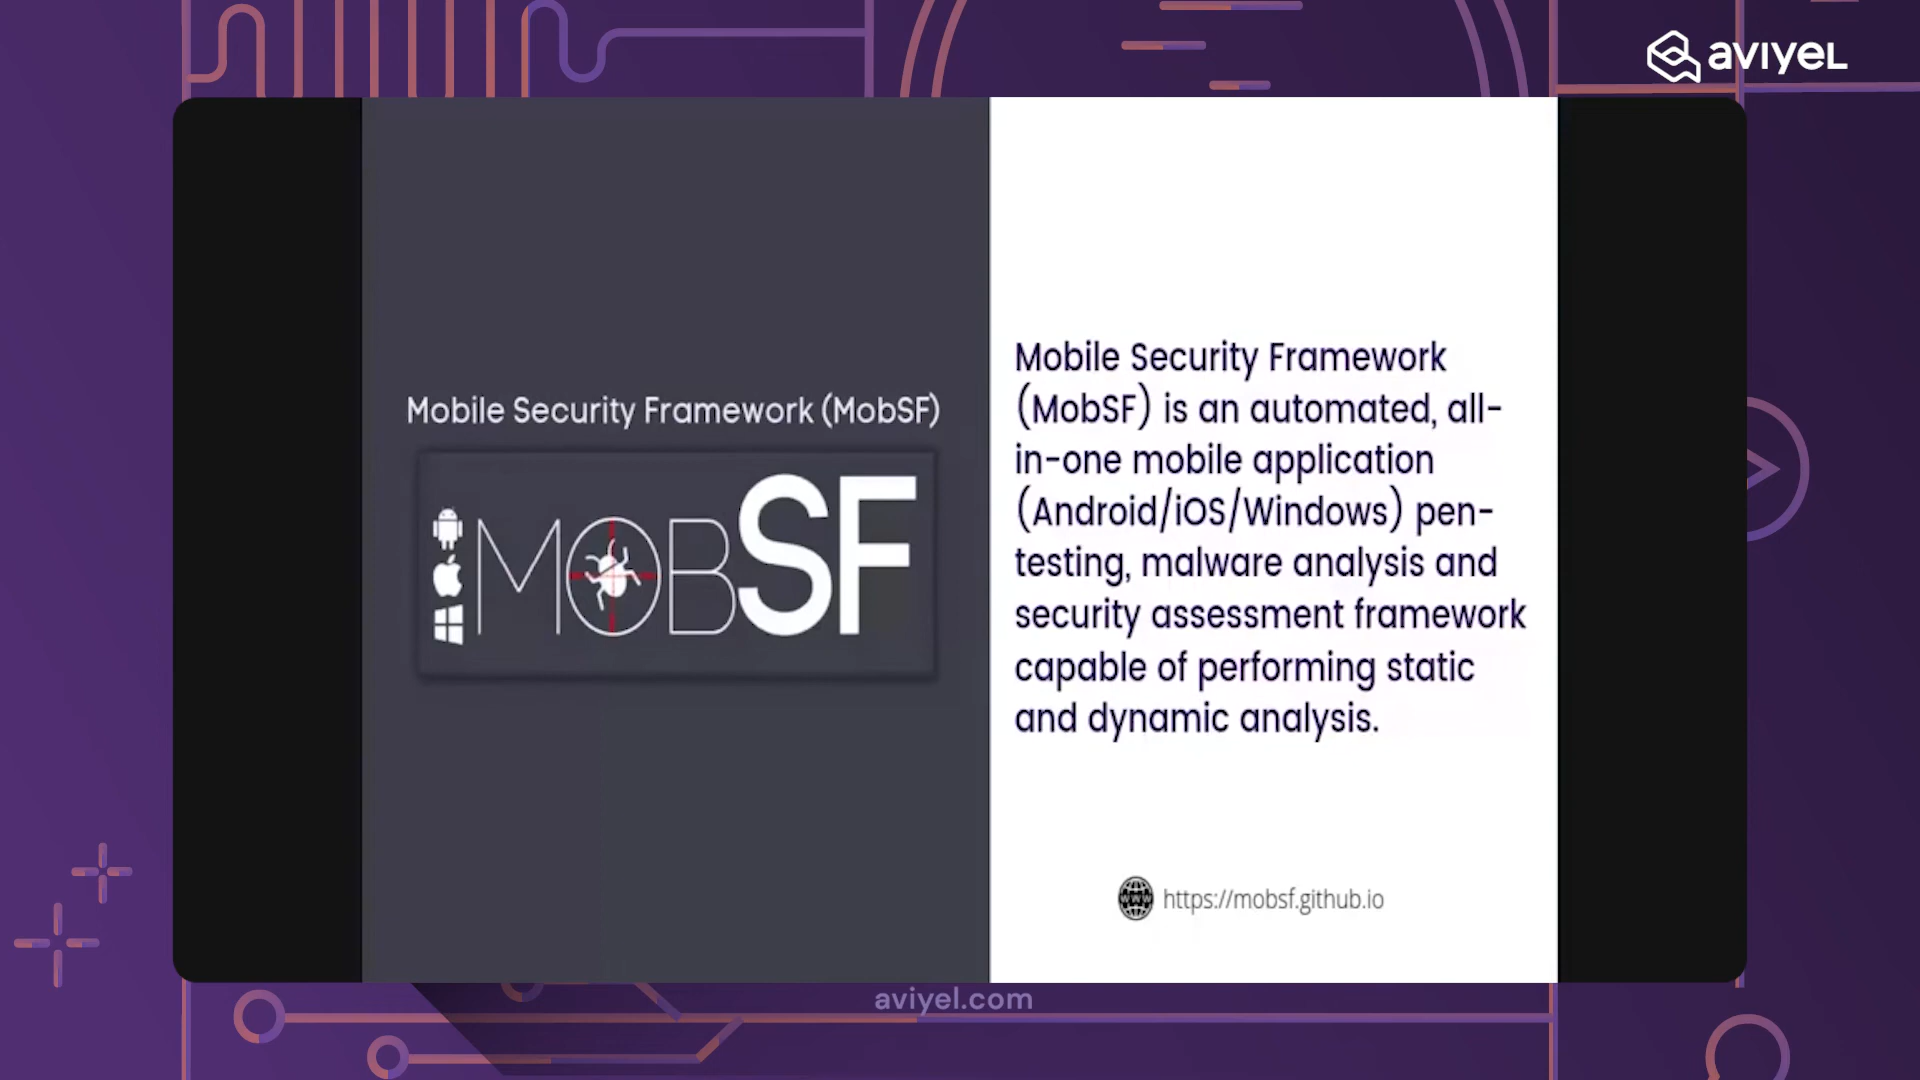 AVIYEL
Mobile Security Framework (MobSF)
MOBSF
Mobile Security Framework
(MobSF) is an automated, all-
in-one mobile application
(Android/iOS/Windows) pen-
testing, malware analysis and
security assessment framework
capable of performing static
and dynamic analysis.
WWW
https://mobsf.github.io
aviyel.com